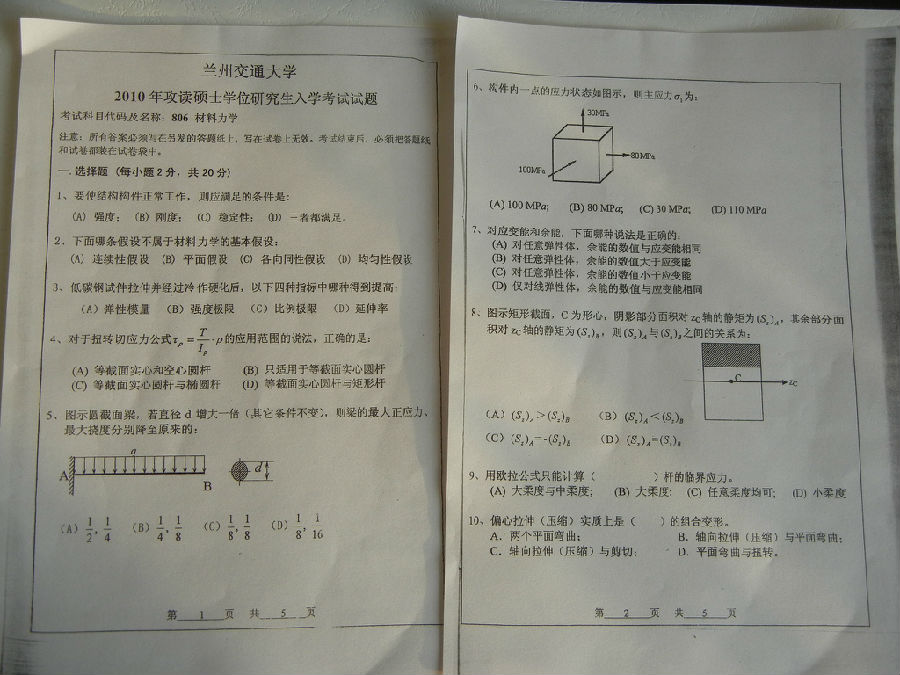 兰州交通大学
2010 年攻读硕士学位研究生入学考试试题
考试科目代码及名称: 806 材料力学
注意: 所有答案必须写在答题纸上, 写在试卷上无效。考试结束后, 必须把答题纸
和试卷都装在试卷袋中。
一. 选择题 (每小题 2 分, 共 20 分)
1、要使结构构件正常工作, 则应满足的条件是:
(A) 强度; (B) 刚度; (C) 稳定性; (D) 三者都满足.
2、下面哪条假设不属于材料力学的基本假设:
(A) 连续性假设 (B) 平面假设 (C) 各向同性假设 (D) 均匀性假设
3、低碳钢试件拉伸并经过冷作硬化后, 以下四种指标中哪种得到提高:
(A) 弹性模量 (B) 强度极限 (C) 比例极限 (D) 延伸率
4、对于扭转切应力公式 τρ = T/Ip · ρ 的应用范围的说法, 正确的是:
(A) 等截面实心和空心圆杆 (B) 只适用于等截面实心圆杆
(C) 等截面实心圆杆与椭圆杆 (D) 等截面实心圆杆与矩形杆
5、图示圆截面梁, 若直径 d 增大一倍 (其它条件不变), 则梁的最大正应力、
最大挠度分别降至原来的:
q
A
B
d
(A) 1/2, 1/4 (B) 1/4, 1/8 (C) 1/8, 1/8 (D) 1/8, 1/16
第 1 页 共 5 页
6、构件内一点的应力状态如图示, 则主应力 σ1 为:
30MPa
80MPa
100MPa
(A) 100 MPa; (B) 80 MPa; (C) 30 MPa; (D) 110 MPa
7、对应变能和余能, 下面哪种说法是正确的:
(A) 对任意弹性体, 余能的数值与应变能相同
(B) 对任意弹性体, 余能的数值大于应变能
(C) 对任意弹性体, 余能的数值小于应变能
(D) 仅对线弹性体, 余能的数值与应变能相同
8、图示矩形截面, C 为形心, 阴影部分面积对 zC 轴的静矩为 (Sz)A, 其余部分面
积对 zC 轴的静矩为 (Sz)B, 则 (Sz)A 与 (Sz)B 之间的关系为:
C
zC
(A) (Sz)A > (Sz)B (B) (Sz)A < (Sz)B
(C) (Sz)A=-(Sz)B (D) (Sz)A=(Sz)B
9、用欧拉公式只能计算 ( ) 杆的临界应力。
(A) 大柔度与中柔度; (B) 大柔度; (C) 任意柔度均可; (D) 小柔度
10、偏心拉伸 (压缩) 实质上是 ( ) 的组合变形。
A. 两个平面弯曲; B. 轴向拉伸 (压缩) 与平面弯曲;
C. 轴向拉伸 (压缩) 与剪切; D. 平面弯曲与扭转。
第 2 页 共 5 页